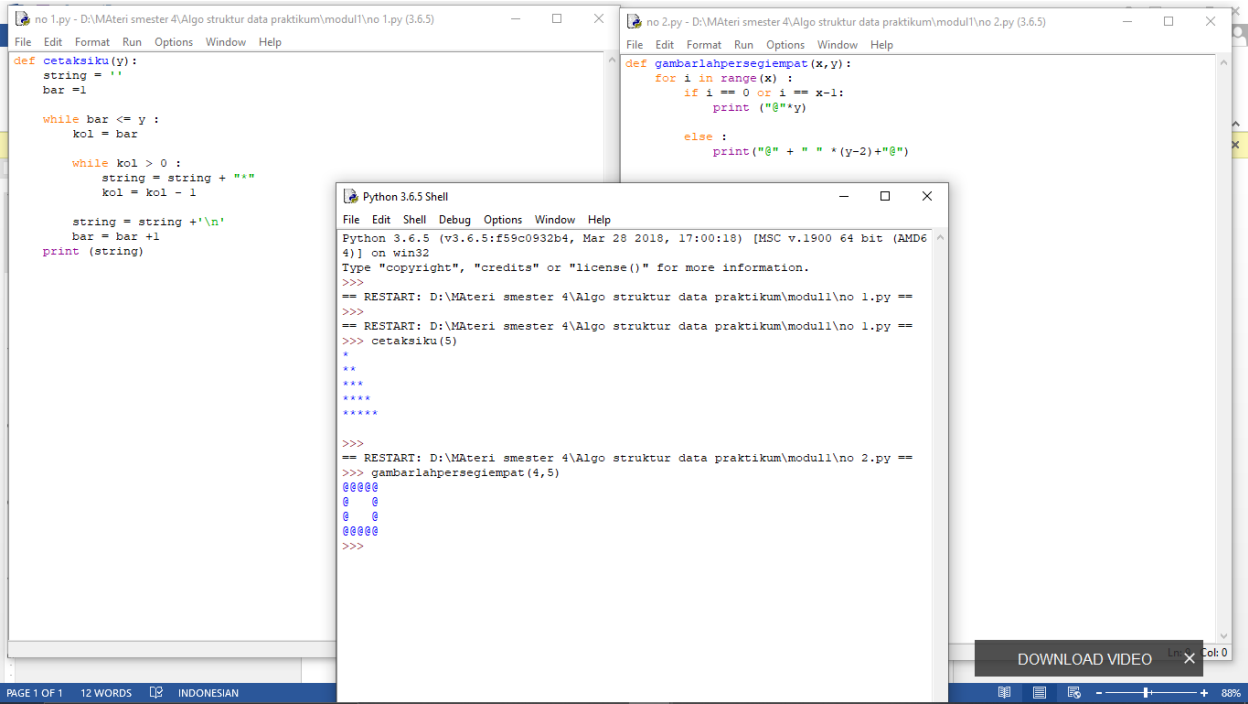 no 1.py - D:\MAteri smester 4\Algo struktur data praktikum\modul1\no 1.py (3.6.5)
File Edit Format Run Options Window Help
def cetaksiku(y):
    string = ''
    bar =1

    while bar <= y :
        kol = bar

        while kol > 0 :
            string = string + "*"
            kol = kol - 1

        string = string +'\n'
        bar = bar +1
    print (string)
no 2.py - D:\MAteri smester 4\Algo struktur data praktikum\modul1\no 2.py (3.6.5)
File Edit Format Run Options Window Help
def gambarlahpersegiempat(x,y):
    for i in range(x) :
        if i == 0 or i == x-1:
            print ("@"*y)

        else :
            print("@" + " " *(y-2)+"@")
Python 3.6.5 Shell
File Edit Shell Debug Options Window Help
Python 3.6.5 (v3.6.5:f59c0932b4, Mar 28 2018, 17:00:18) [MSC v.1900 64 bit (AMD6
4)] on win32
Type "copyright", "credits" or "license()" for more information.
>>>
== RESTART: D:\MAteri smester 4\Algo struktur data praktikum\modul1\no 1.py ==
>>>
== RESTART: D:\MAteri smester 4\Algo struktur data praktikum\modul1\no 1.py ==
>>> cetaksiku(5)
*
**
***
****
*****

>>>
== RESTART: D:\MAteri smester 4\Algo struktur data praktikum\modul1\no 2.py ==
>>> gambarlahpersegiempat(4,5)
@@@@@
@   @
@   @
@@@@@
>>>
DOWNLOAD VIDEO
Col: 0
PAGE 1 OF 1 12 WORDS INDONESIAN
88%